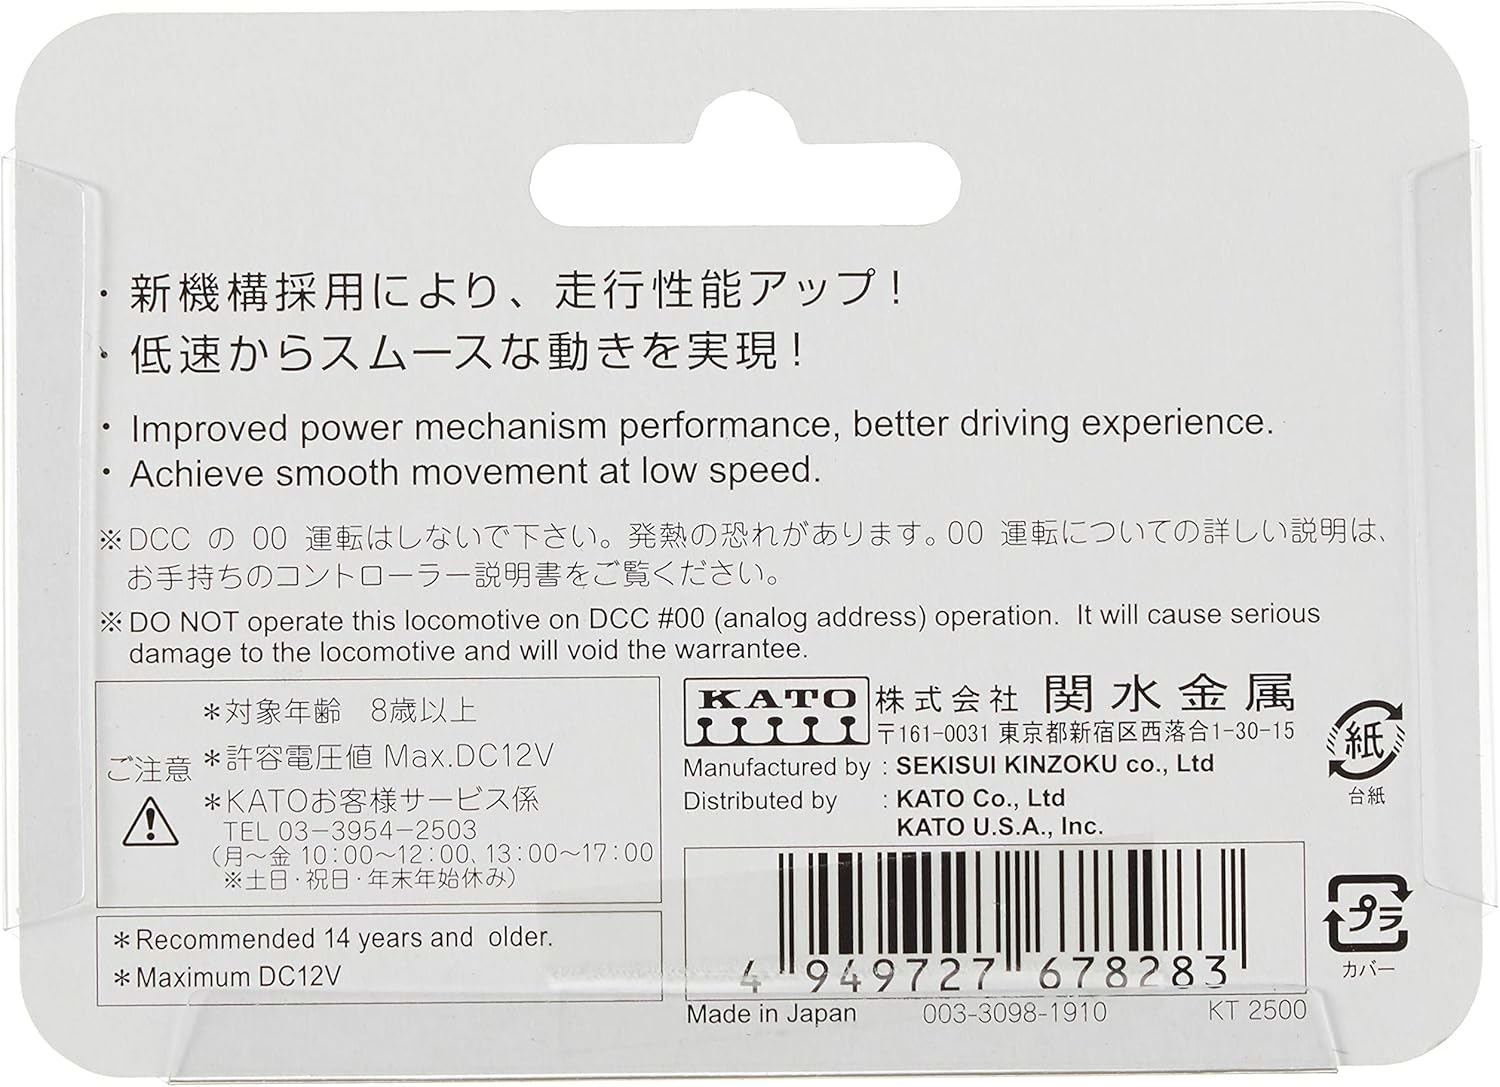 ・新機構採用により、走行性能アップ！
・低速からスムースな動きを実現！
・Improved power mechanism performance, better driving experience.
・Achieve smooth movement at low speed.
※DCC の 00 運転はしないで下さい。発熱の恐れがあります。00 運転についての詳しい説明は、
お手持ちのコントローラー説明書をご覧ください。
※DO NOT operate this locomotive on DCC #00 (analog address) operation. It will cause serious
damage to the locomotive and will void the warrantee.
ご注意
＊対象年齢 8歳以上
＊許容電圧値 Max.DC12V
＊KATOお客様サービス係
TEL 03-3954-2503
(月～金 10:00～12:00、13:00～17:00
※土日・祝日・年末年始休み)
＊Recommended 14 years and older.
＊Maximum DC12V
KATO 株式会社 関水金属
〒161-0031 東京都新宿区西落合1-30-15
Manufactured by : SEKISUI KINZOKU co., Ltd
Distributed by : KATO Co., Ltd
KATO U.S.A., Inc.
4 949727 678283
Made in Japan 003-3098-1910 KT 2500
紙
台紙
プラ
カバー